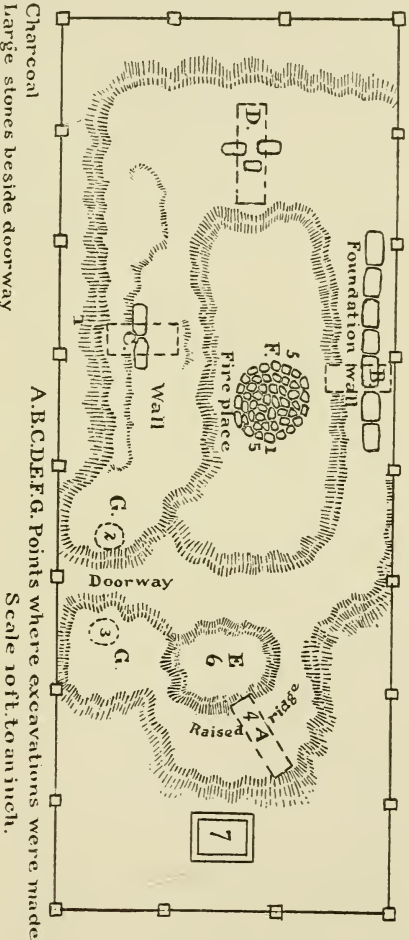 Foundation wall
B
D.
5
F.
1
5
Fire place
Raised ridge
4
A
E
6
7
C
Wall
G.
2
Doorway
G.
3
A.B.C.D.E.F.G. Points where excavations were made
Charcoal
Scale 10ft. to an inch.
Large stones beside doorway